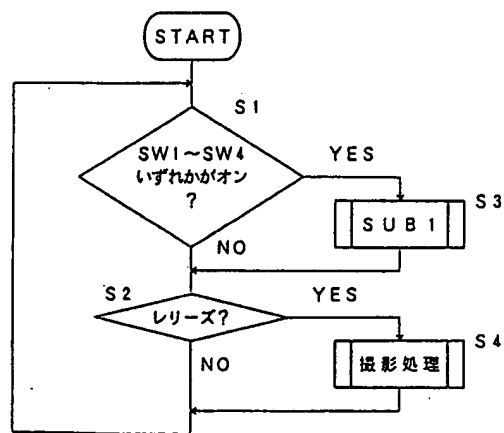 START
S1
SW1～SW4
いずれかがオン
?
YES
S3
SUB1
NO
S2
YES
レリーズ?
S4
撮影処理
NO